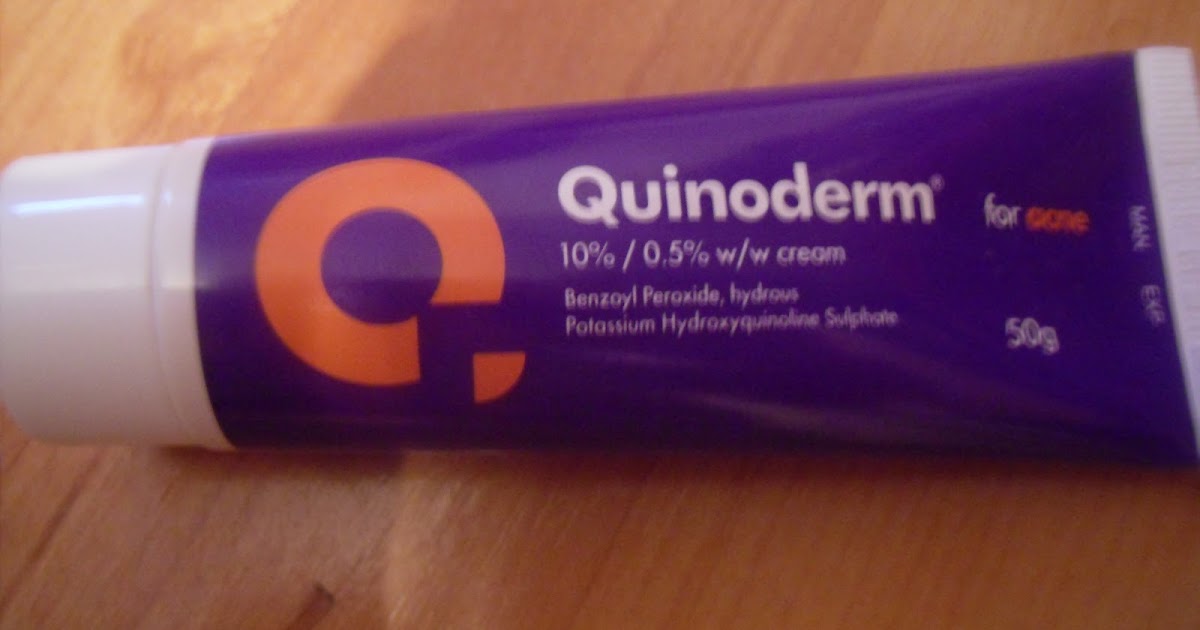 Quinoderm®
for acne
10% / 0.5% w/w cream
Benzoyl Peroxide, hydrous
Potassium Hydroxyquinoline Sulphate
50g
MAN
EXP.